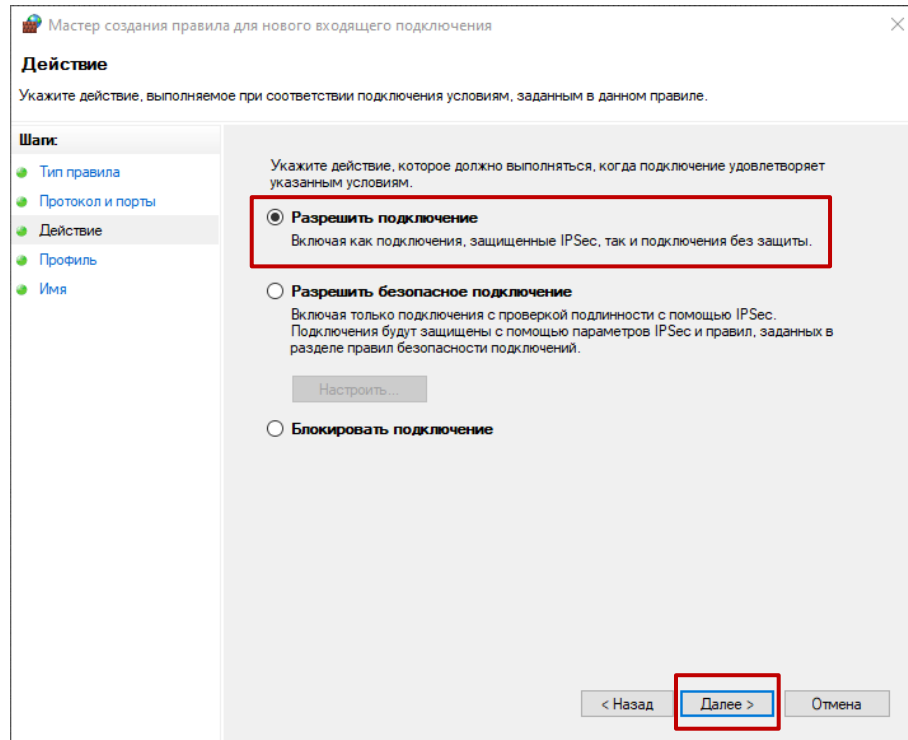 Мастер создания правила для нового входящего подключения
Действие
Укажите действие, выполняемое при соответствии подключения условиям, заданным в данном правиле.
Шаги:
Тип правила
Протокол и порты
Действие
Профиль
Имя
Укажите действие, которое должно выполняться, когда подключение удовлетворяет
указанным условиям.
Разрешить подключение
Включая как подключения, защищенные IPSec, так и подключения без защиты.
Разрешить безопасное подключение
Включая только подключения с проверкой подлинности с помощью IPSec.
Подключения будут защищены с помощью параметров IPSec и правил, заданных в
разделе правил безопасности подключений.
Настроить...
Блокировать подключение
< Назад
Далее >
Отмена